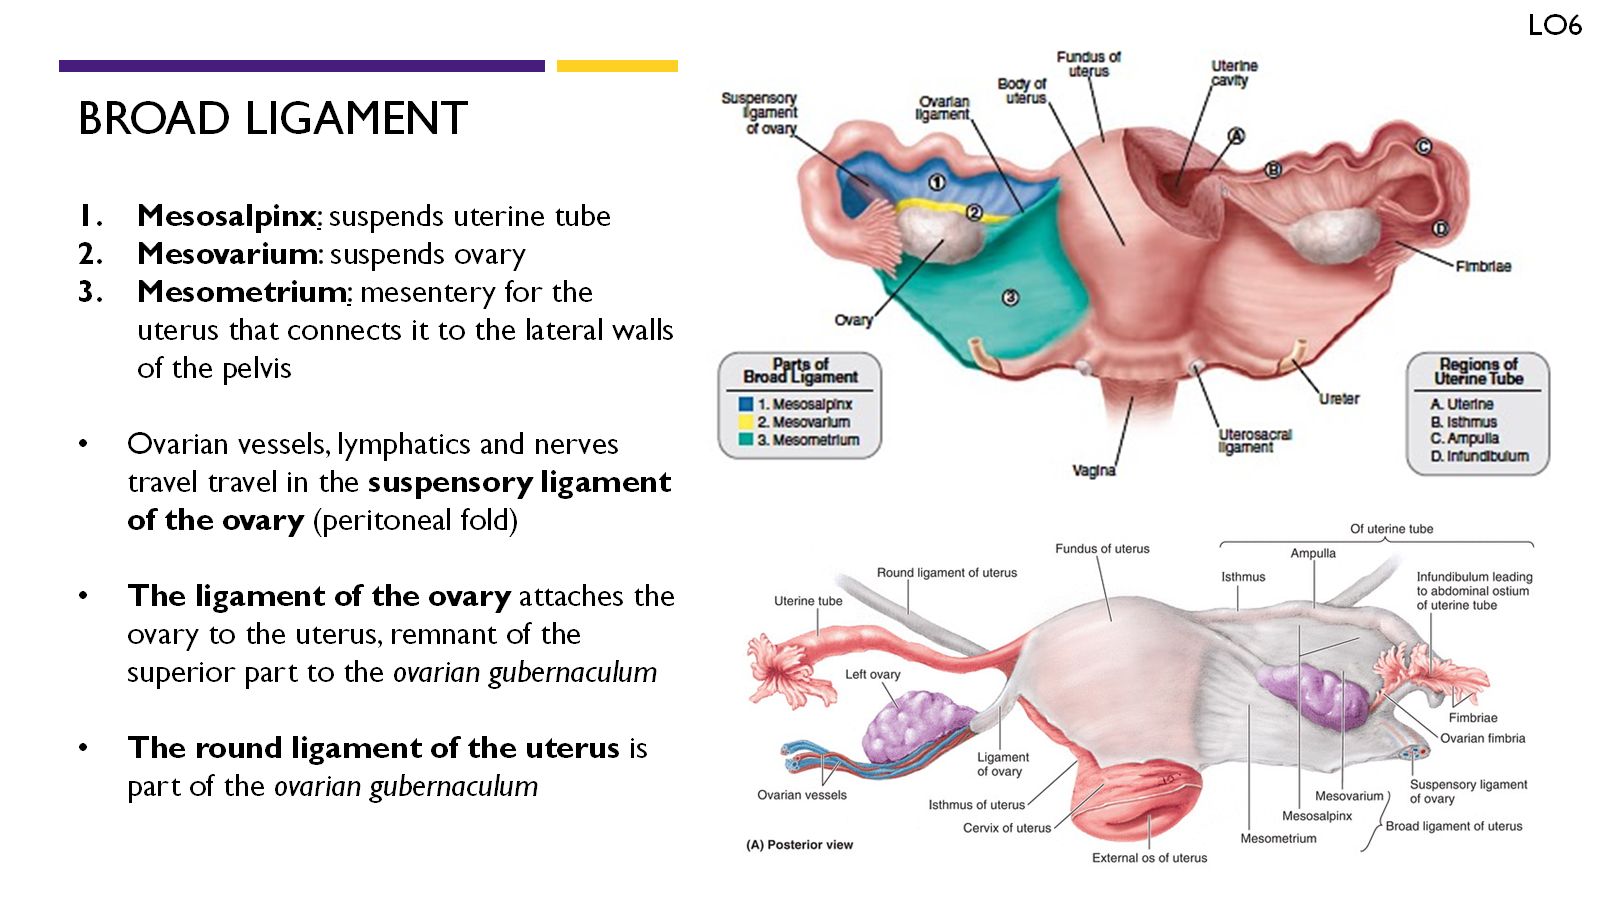 LO6
BROAD LIGAMENT
1. Mesosalpinx: suspends uterine tube
2. Mesovarium: suspends ovary
3. Mesometrium: mesentery for the
uterus that connects it to the lateral walls
of the pelvis
• Ovarian vessels, lymphatics and nerves
travel travel in the suspensory ligament
of the ovary (peritoneal fold)
• The ligament of the ovary attaches the
ovary to the uterus, remnant of the
superior part to the ovarian gubernaculum
• The round ligament of the uterus is
part of the ovarian gubernaculum
Suspensory
ligament
of ovary
Ovarian
ligament
Body of
uterus
Fundus of
uterus
Uterine
cavity
A
B
C
D
1
2
3
Fimbriae
Ovary
Parts of
Broad Ligament
1. Mesosalpinx
2. Mesovarium
3. Mesometrium
Vagina
Uterosacral
ligament
Ureter
Regions of
Uterine Tube
A. Uterine
B. Isthmus
C. Ampulla
D. Infundibulum
Of uterine tube
Fundus of uterus
Ampulla
Round ligament of uterus
Isthmus
Infundibulum leading
to abdominal ostium
of uterine tube
Uterine tube
Left ovary
Fimbriae
Ovarian fimbria
Ligament
of ovary
Suspensory ligament
of ovary
Ovarian vessels
Mesovarium
Isthmus of uterus
Mesosalpinx
Cervix of uterus
Broad ligament of uterus
Mesometrium
(A) Posterior view
External os of uterus